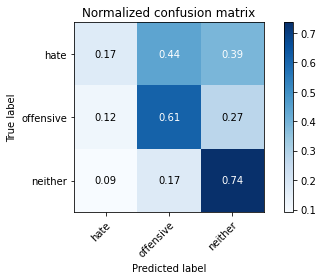 Normalized confusion matrix
True label
hate 0.17 0.44 0.39
offensive 0.12 0.61 0.27
neither 0.09 0.17 0.74
hate offensive neither
Predicted label
0.7
0.6
0.5
0.4
0.3
0.2
0.1